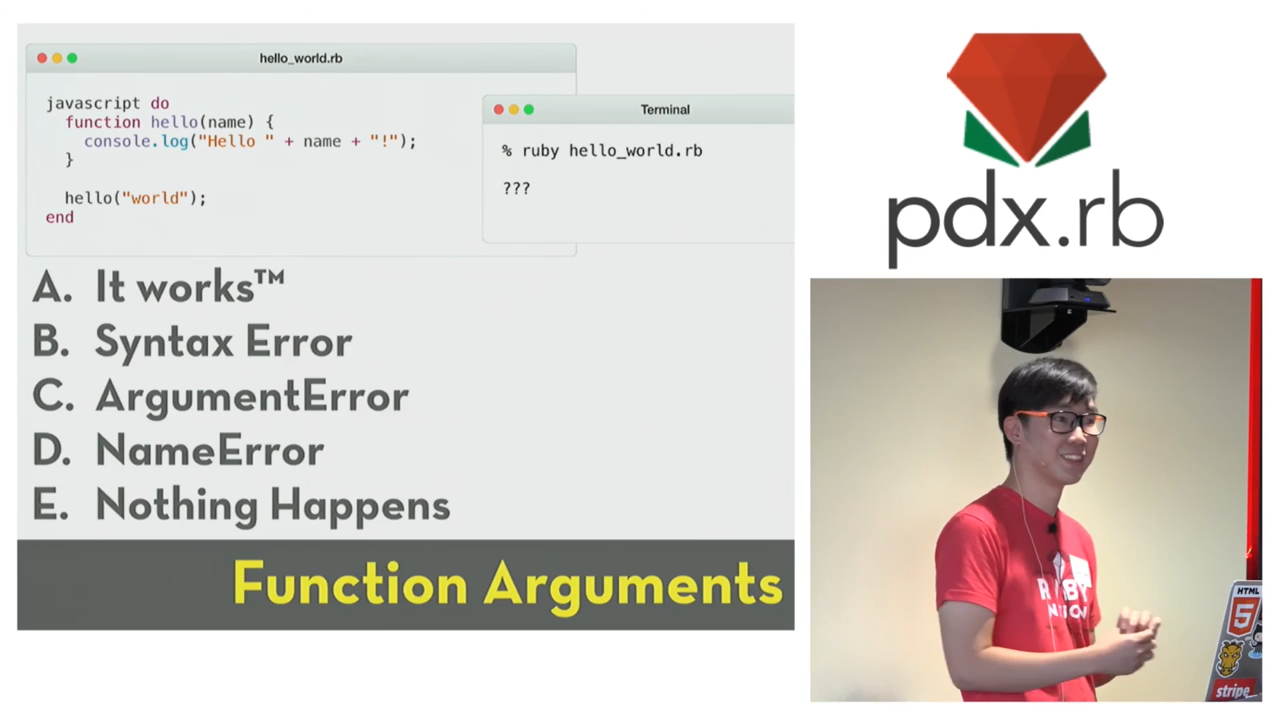 hello_world.rb
javascript do
  function hello(name) {
    console.log("Hello " + name + "!");
  }
  hello("world");
end
Terminal
% ruby hello_world.rb
???
A. It works™
B. Syntax Error
C. ArgumentError
D. NameError
E. Nothing Happens
Function Arguments
pdx.rb
HTML
5
stripe